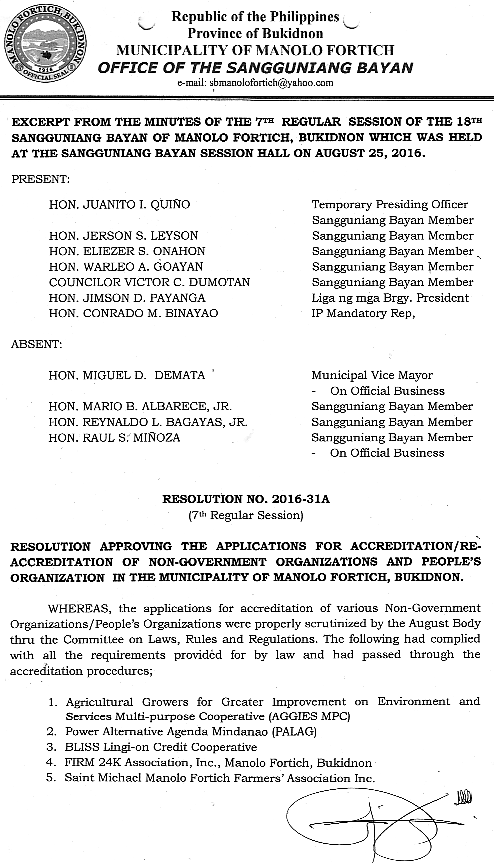 MANOLO FORTICH, BUKIDNON
1914
OFFICIAL SEAL
Republic of the Philippines
Province of Bukidnon
MUNICIPALITY OF MANOLO FORTICH
OFFICE OF THE SANGGUNIANG BAYAN
e-mail: sbmanolofortich@yahoo.com
EXCERPT FROM THE MINUTES OF THE 7TH REGULAR SESSION OF THE 18TH
SANGGUNIANG BAYAN OF MANOLO FORTICH, BUKIDNON WHICH WAS HELD
AT THE SANGGUNIANG BAYAN SESSION HALL ON AUGUST 25, 2016.
PRESENT:
HON. JUANITO I. QUIÑO Temporary Presiding Officer
Sangguniang Bayan Member
HON. JERSON S. LEYSON Sangguniang Bayan Member
HON. ELIEZER S. ONAHON Sangguniang Bayan Member
HON. WARLEO A. GOAYAN Sangguniang Bayan Member
COUNCILOR VICTOR C. DUMOTAN Sangguniang Bayan Member
HON. JIMSON D. PAYANGA Liga ng mga Brgy. President
HON. CONRADO M. BINAYAO IP Mandatory Rep,
ABSENT:
HON. MIGUEL D. DEMATA Municipal Vice Mayor
- On Official Business
HON. MARIO B. ALBARECE, JR. Sangguniang Bayan Member
HON. REYNALDO L. BAGAYAS, JR. Sangguniang Bayan Member
HON. RAUL S. MIÑOZA Sangguniang Bayan Member
- On Official Business
RESOLUTION NO. 2016-31A
(7th Regular Session)
RESOLUTION APPROVING THE APPLICATIONS FOR ACCREDITATION/RE-
ACCREDITATION OF NON-GOVERNMENT ORGANIZATIONS AND PEOPLE'S
ORGANIZATION IN THE MUNICIPALITY OF MANOLO FORTICH, BUKIDNON.
WHEREAS, the applications for accreditation of various Non-Government
Organizations/People's Organizations were properly scrutinized by the August Body
thru the Committee on Laws, Rules and Regulations. The following had complied
with all the requirements provided for by law and had passed through the
accreditation procedures;
1. Agricultural Growers for Greater Improvement on Environment and
Services Multi-purpose Cooperative (AGGIES MPC)
2. Power Alternative Agenda Mindanao (PALAG)
3. BLISS Lingi-on Credit Cooperative
4. FIRM 24K Association, Inc., Manolo Fortich, Bukidnon
5. Saint Michael Manolo Fortich Farmers' Association Inc.